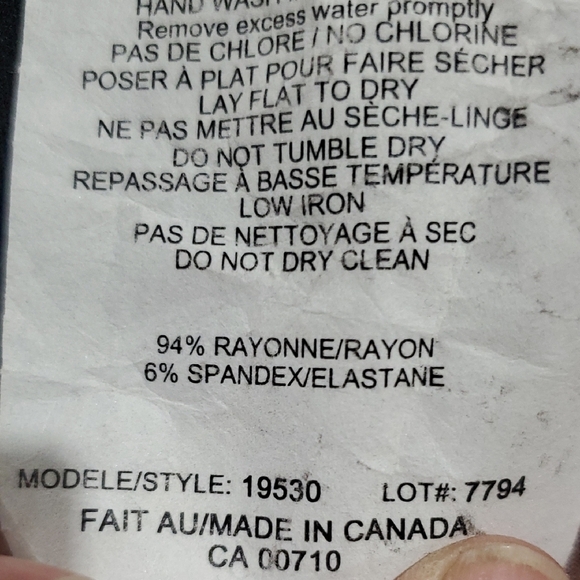 HAND WASH
Remove excess water promptly
PAS DE CHLORE / NO CHLORINE
POSER À PLAT POUR FAIRE SÉCHER
LAY FLAT TO DRY
NE PAS METTRE AU SÈCHE-LINGE
DO NOT TUMBLE DRY
REPASSAGE À BASSE TEMPÉRATURE
LOW IRON
PAS DE NETTOYAGE À SEC
DO NOT DRY CLEAN
94% RAYONNE/RAYON
6% SPANDEX/ELASTANE
MODELE/STYLE: 19530 LOT#: 7794
FAIT AU/MADE IN CANADA
CA 00710